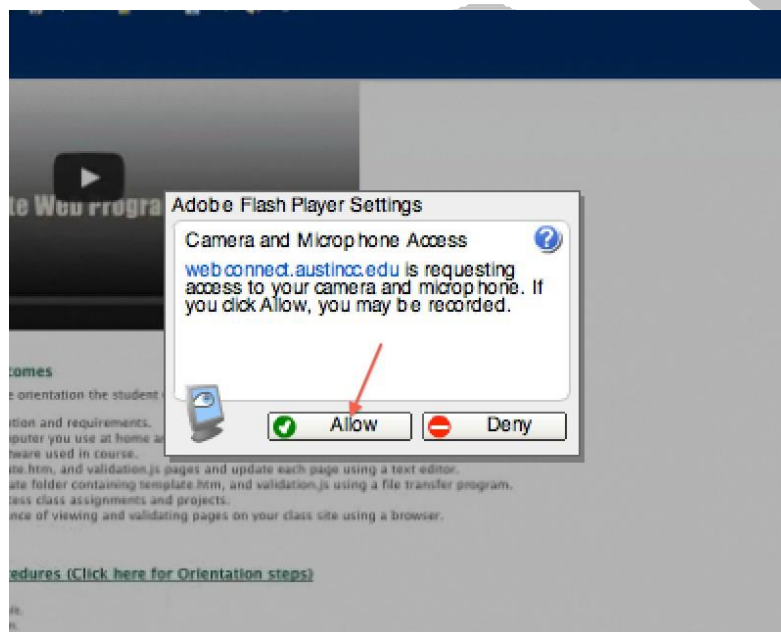 te Web Progra
Adobe Flash Player Settings
Camera and Microphone Access
webconnect.austincc.edu is requesting
access to your camera and microphone. If
you click Allow, you may be recorded.
Allow
Deny
comes
e orientation the student
tion and requirements.
puter you use at home a
tware used in course.
ate.htm, and validation.js pages and update each page using a text editor.
ate folder containing template.htm, and validation.js using a file transfer program.
cess class assignments and projects.
nce of viewing and validating pages on your class site using a browser.
edures (Click here for Orientation steps)